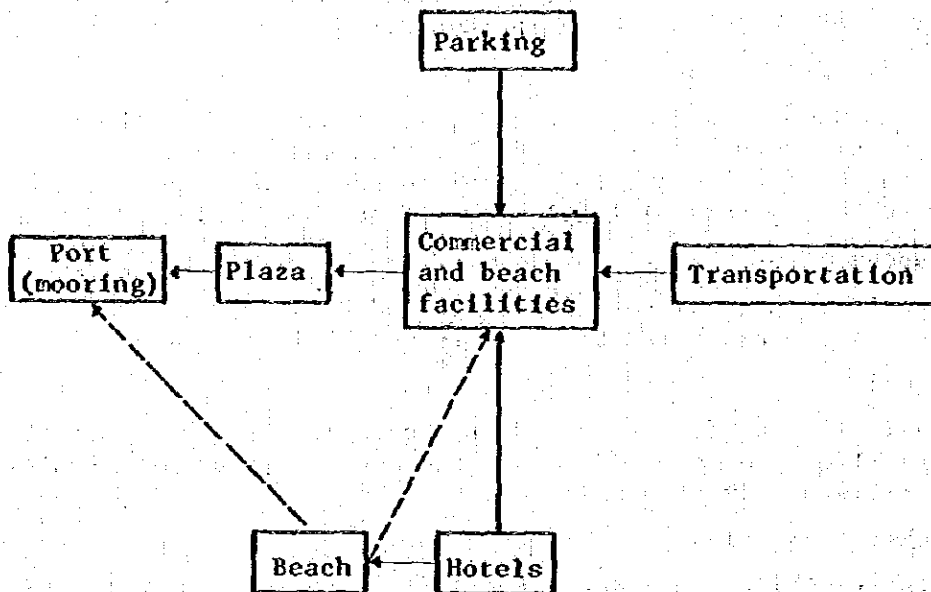 Parking
Port
(mooring)
Plaza
Commercial
and beach
facilities
Transportation
Beach
Hotels